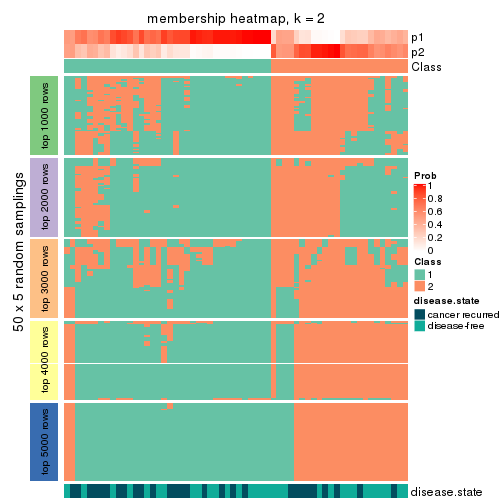 membership heatmap, k = 2
p1
p2
Class
50 x 5 random samplings
top 1000 rows
top 2000 rows
top 3000 rows
top 4000 rows
top 5000 rows
Prob
1
0.8
0.6
0.4
0.2
0
Class
1
2
disease.state
cancer recurred
disease-free
disease.state